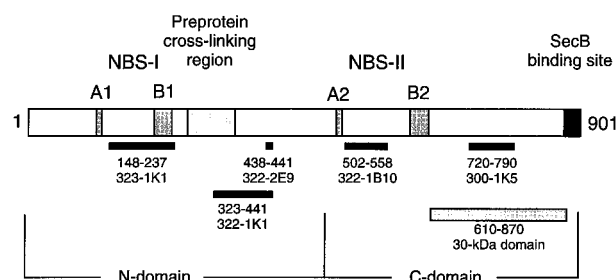 Preprotein
cross-linking
region
SecB
binding site
NBS-I
NBS-II
A1
B1
A2
B2
1
901
148-237
323-1K1
438-441
322-2E9
502-558
322-1B10
720-790
300-1K5
323-441
322-1K1
610-870
30-kDa domain
N-domain
C-domain